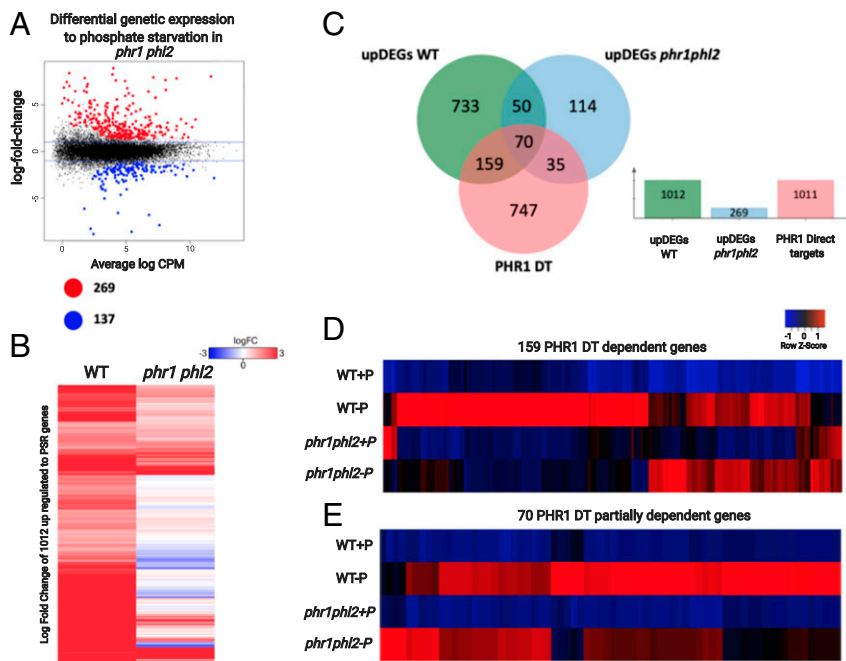 A
Differential genetic expression
to phosphate starvation in
phr1 phl2
log-fold-change
5
0
-5
0
5
10
Average log CPM
269
137
B
logFC
-3
3
0
WT
phr1 phl2
Log Fold Change of 1012 up regulated to PSR genes
C
upDEGs WT
upDEGs phr1phl2
733
50
114
70
159
35
747
PHR1 DT
1012
269
1011
upDEGs
WT
upDEGs
phr1phl2
PHR1 Direct
targets
D
159 PHR1 DT dependent genes
-1 0 1
Row Z-Score
WT+P
WT-P
phr1phl2+P
phr1phl2-P
E
70 PHR1 DT partially dependent genes
WT+P
WT-P
phr1phl2+P
phr1phl2-P